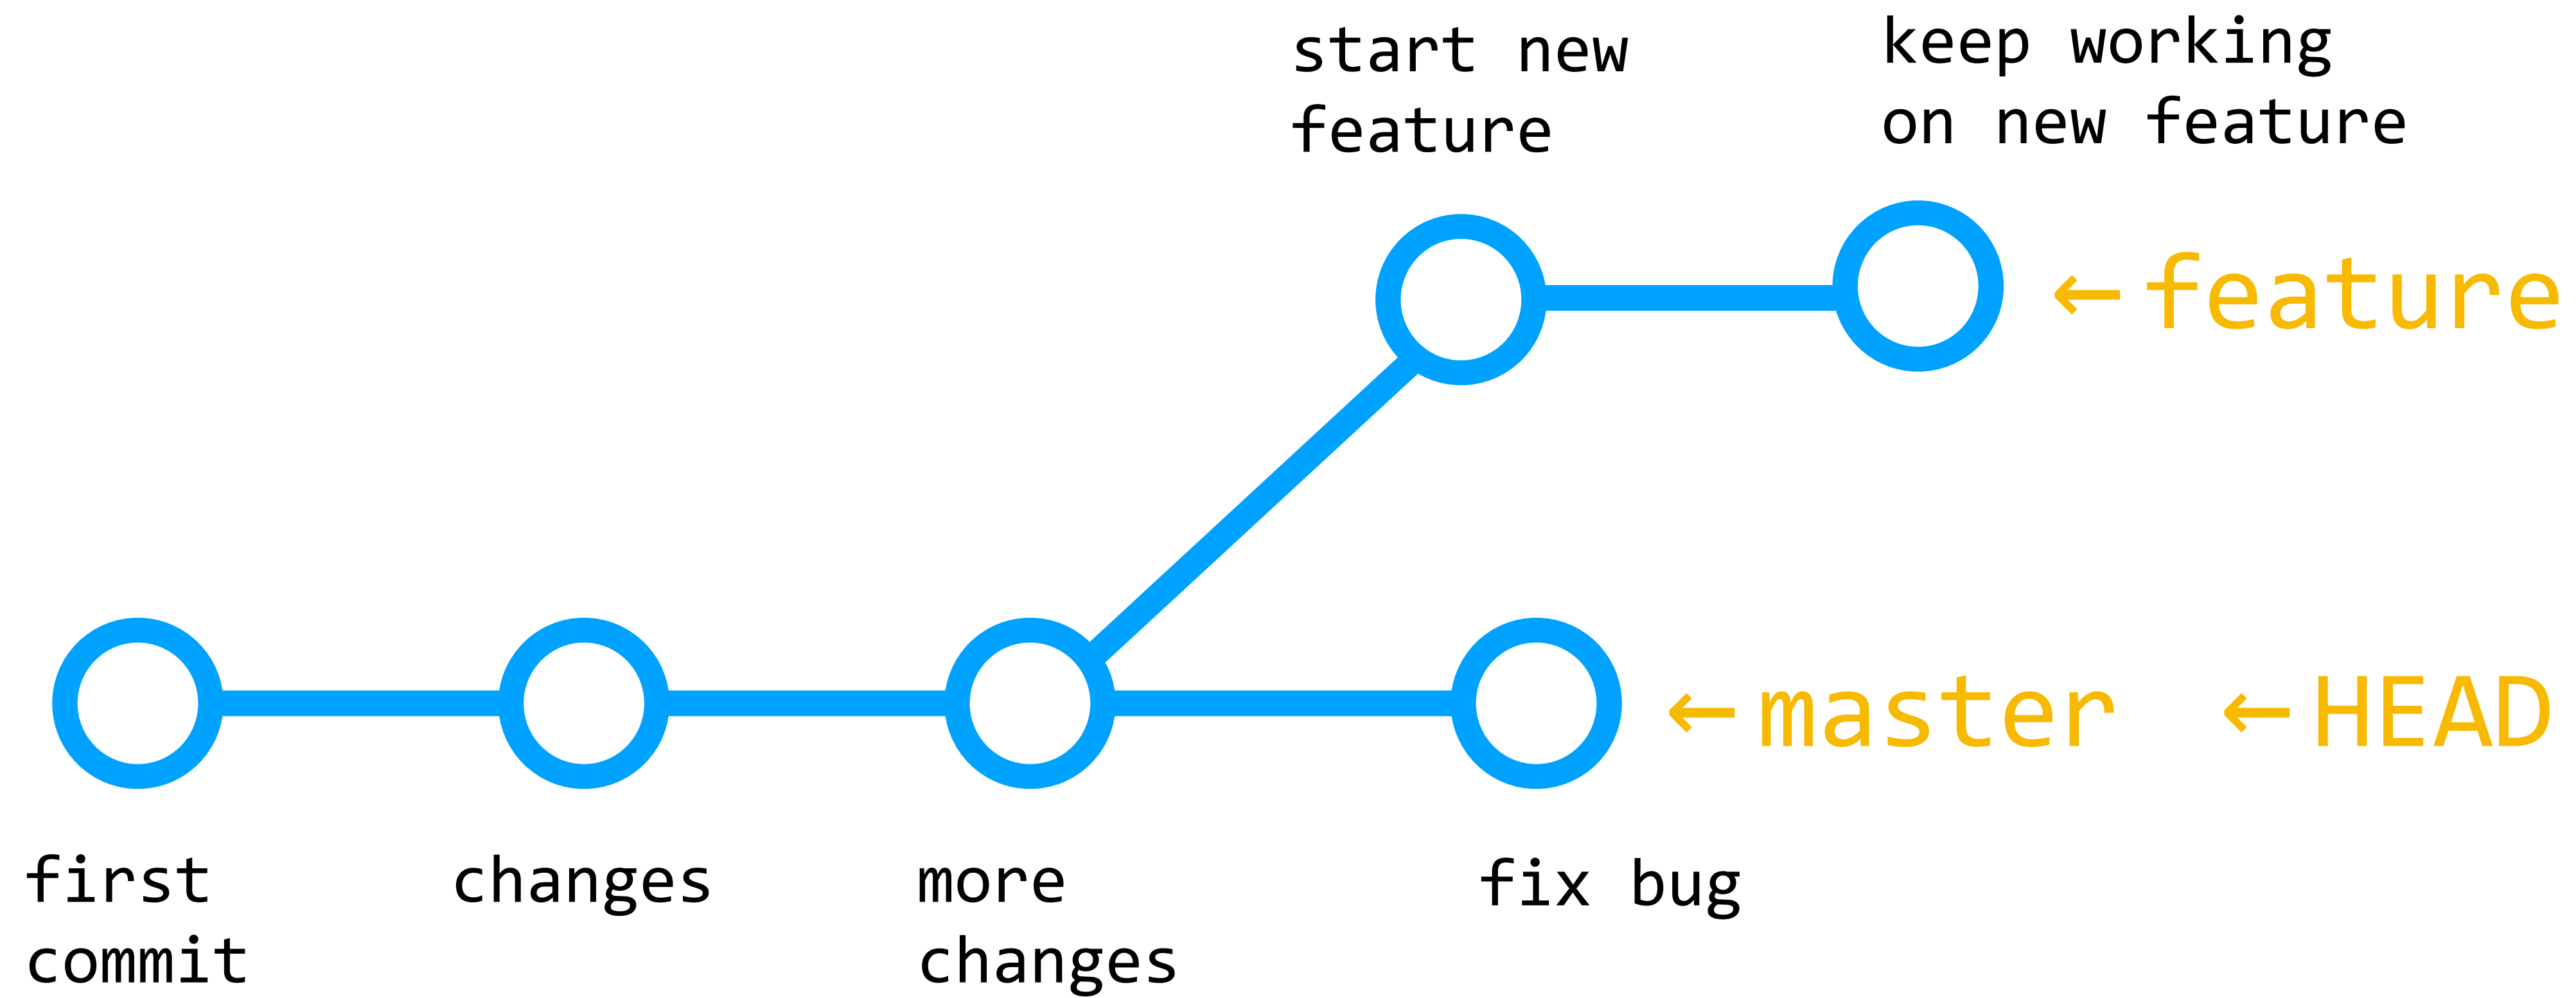 start new
feature
keep working
on new feature
← feature
← master ← HEAD
first
commit
changes
more
changes
fix bug